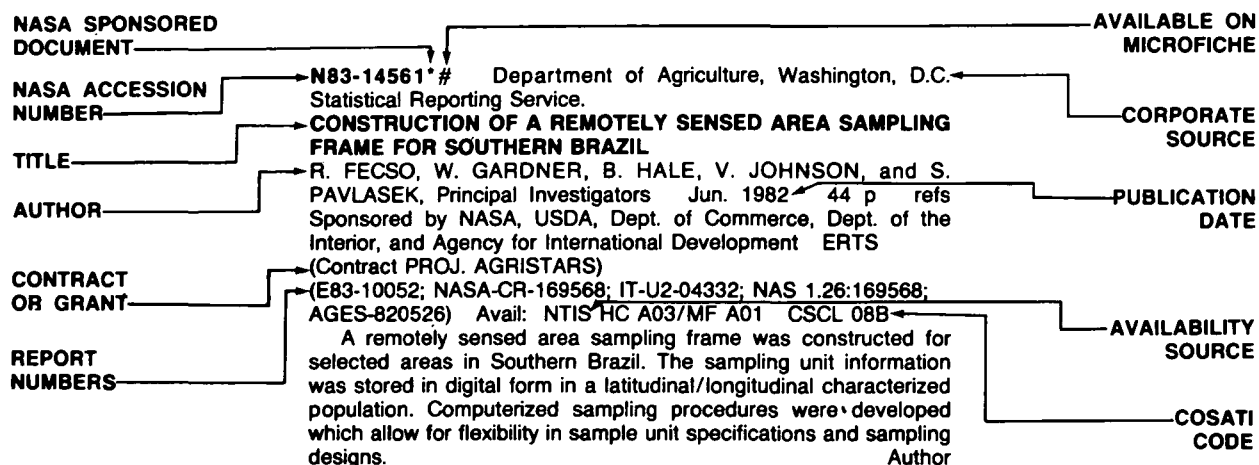 NASA SPONSORED
DOCUMENT
NASA ACCESSION
NUMBER
TITLE
AUTHOR
CONTRACT
OR GRANT
REPORT
NUMBERS
N83-14561*# Department of Agriculture, Washington, D.C.
Statistical Reporting Service.
CONSTRUCTION OF A REMOTELY SENSED AREA SAMPLING
FRAME FOR SOUTHERN BRAZIL
R. FECSO, W. GARDNER, B. HALE, V. JOHNSON, and S.
PAVLASEK, Principal Investigators Jun. 1982 44 p refs
Sponsored by NASA, USDA, Dept. of Commerce, Dept. of the
Interior, and Agency for International Development ERTS
(Contract PROJ. AGRISTARS)
(E83-10052; NASA-CR-169568; IT-U2-04332; NAS 1.26:169568;
AGES-820526) Avail: NTIS HC A03/MF A01 CSCL 08B
A remotely sensed area sampling frame was constructed for
selected areas in Southern Brazil. The sampling unit information
was stored in digital form in a latitudinal/longitudinal characterized
population. Computerized sampling procedures were developed
which allow for flexibility in sample unit specifications and sampling
designs. Author
AVAILABLE ON
MICROFICHE
CORPORATE
SOURCE
PUBLICATION
DATE
AVAILABILITY
SOURCE
COSATI
CODE